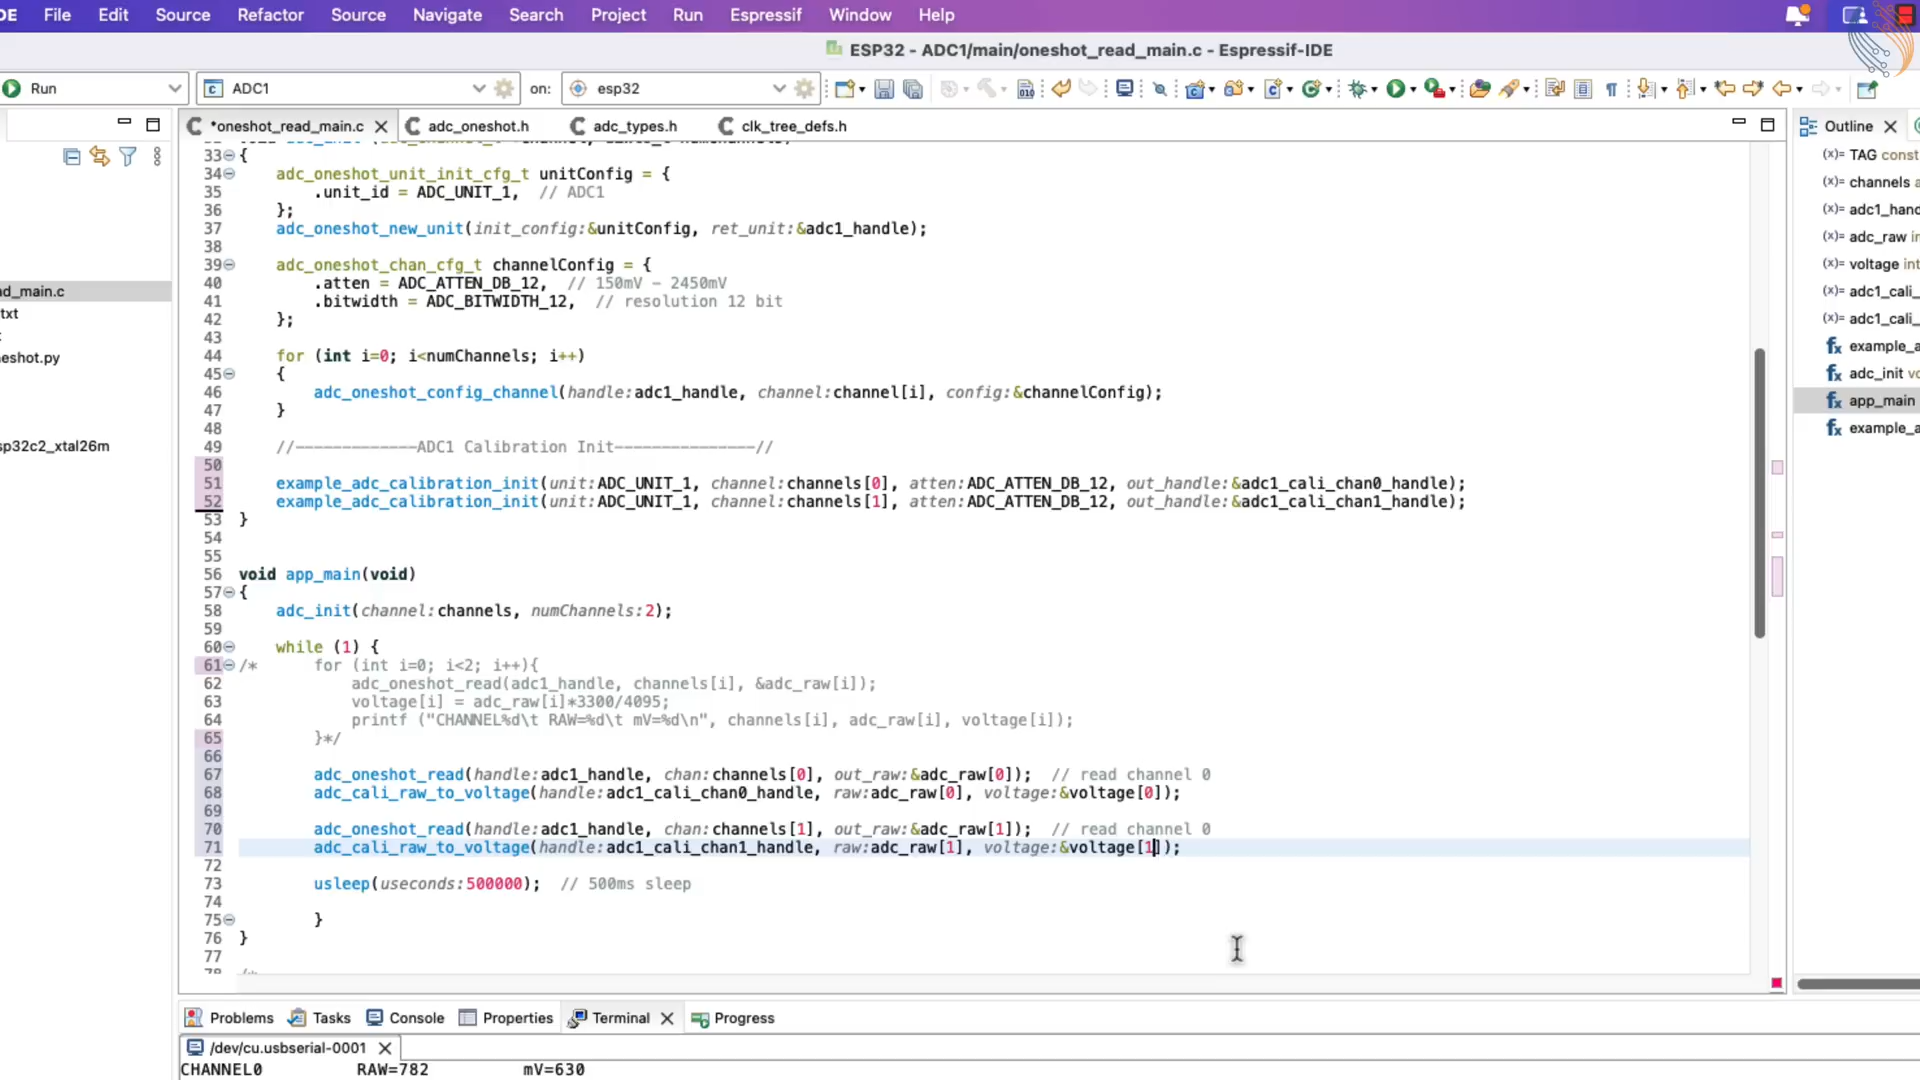 DE File Edit Source Refactor Source Navigate Search Project Run Espressif Window Help
ESP32 - ADC1/main/oneshot_read_main.c - Espressif-IDE
Run ADC1 on: esp32
*oneshot_read_main.c adc_oneshot.h adc_types.h clk_tree_defs.h
Outline
33 {
34 adc_oneshot_unit_init_cfg_t unitConfig = {
35 .unit_id = ADC_UNIT_1, // ADC1
36 };
37 adc_oneshot_new_unit(init_config:&unitConfig, ret_unit:&adc1_handle);
38
39 adc_oneshot_chan_cfg_t channelConfig = {
40 .atten = ADC_ATTEN_DB_12, // 150mV - 2450mV
41 .bitwidth = ADC_BITWIDTH_12, // resolution 12 bit
42 };
43
44 for (int i=0; i<numChannels; i++)
45 {
46 adc_oneshot_config_channel(handle:adc1_handle, channel:channel[i], config:&channelConfig);
47 }
48
49 //-------------ADC1 Calibration Init---------------//
50
51 example_adc_calibration_init(unit:ADC_UNIT_1, channel:channels[0], atten:ADC_ATTEN_DB_12, out_handle:&adc1_cali_chan0_handle);
52 example_adc_calibration_init(unit:ADC_UNIT_1, channel:channels[1], atten:ADC_ATTEN_DB_12, out_handle:&adc1_cali_chan1_handle);
53 }
54
55
56 void app_main(void)
57 {
58 adc_init(channel:channels, numChannels:2);
59
60 while (1) {
61 /* for (int i=0; i<2; i++){
62 adc_oneshot_read(adc1_handle, channels[i], &adc_raw[i]);
63 voltage[i] = adc_raw[i]*3300/4095;
64 printf ("CHANNEL%d\t RAW=%d\t mV=%d\n", channels[i], adc_raw[i], voltage[i]);
65 }*/
66
67 adc_oneshot_read(handle:adc1_handle, chan:channels[0], out_raw:&adc_raw[0]); // read channel 0
68 adc_cali_raw_to_voltage(handle:adc1_cali_chan0_handle, raw:adc_raw[0], voltage:&voltage[0]);
69
70 adc_oneshot_read(handle:adc1_handle, chan:channels[1], out_raw:&adc_raw[1]); // read channel 0
71 adc_cali_raw_to_voltage(handle:adc1_cali_chan1_handle, raw:adc_raw[1], voltage:&voltage[1]);
72
73 usleep(useconds:500000); // 500ms sleep
74
75 }
76 }
77
ad_main.c
txt
eshot.py
sp32c2_xtal26m
(x)= TAG const
(x)= channels a
(x)= adc1_hand
(x)= adc_raw in
(x)= voltage int
(x)= adc1_cali_
(x)= adc1_cali_
fx example_a
fx adc_init vo
fx app_main
fx example_a
Problems Tasks Console Properties Terminal Progress
/dev/cu.usbserial-0001
CHANNEL0 RAW=782 mV=630